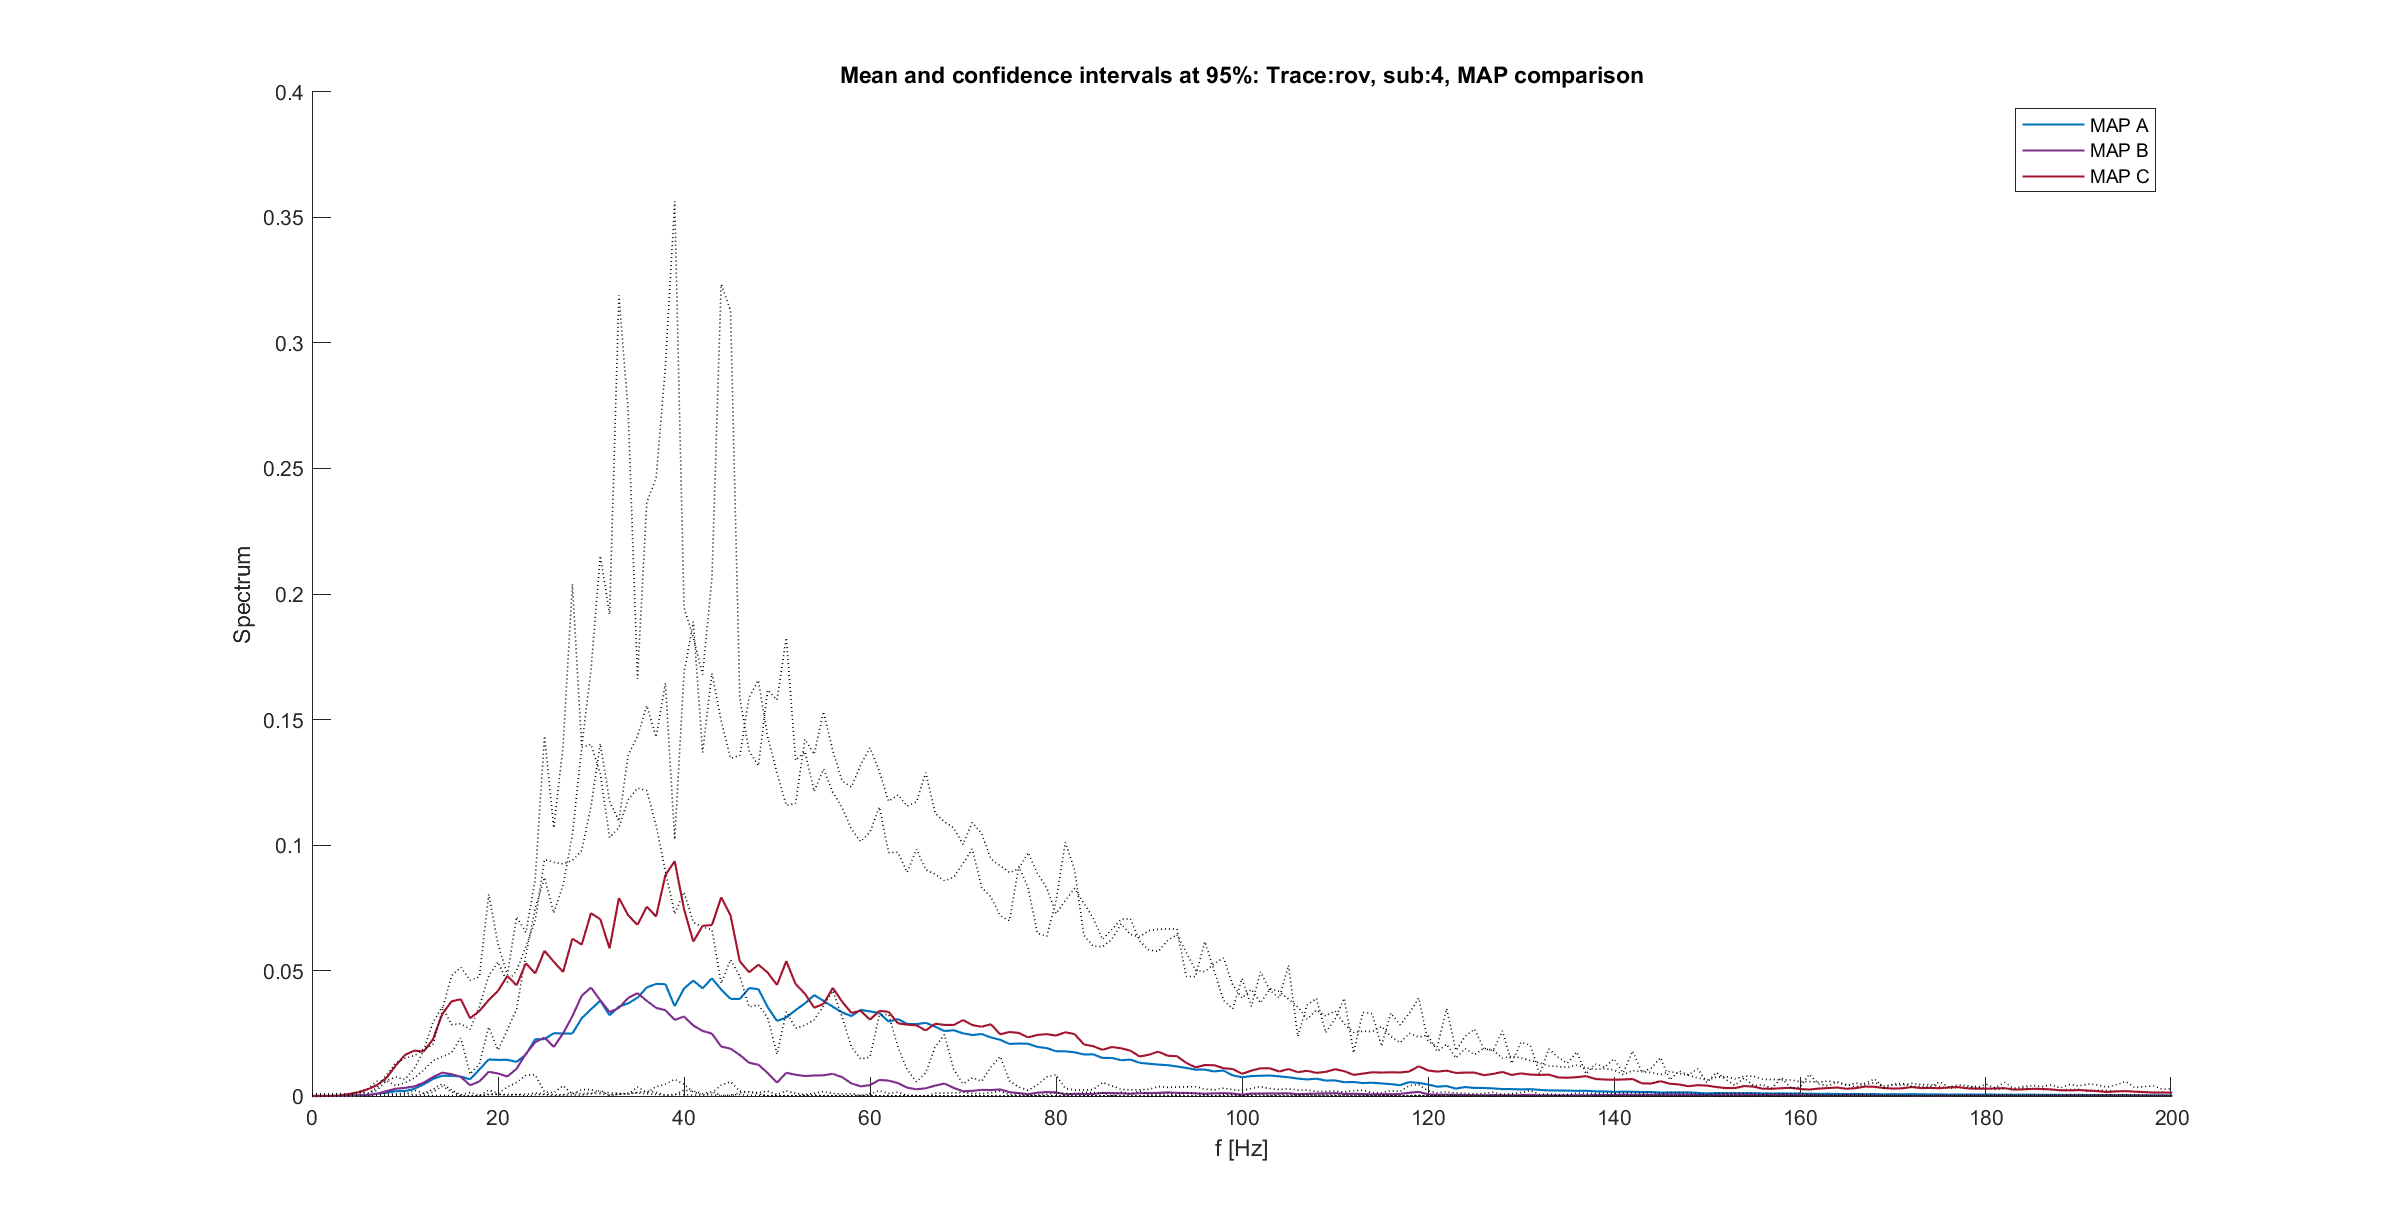 Mean and confidence intervals at 95%: Trace:rov, sub:4, MAP comparison
MAP A
MAP B
MAP C
Spectrum
0.4
0.35
0.3
0.25
0.2
0.15
0.1
0.05
0
0 20 40 60 80 100 120 140 160 180 200
f [Hz]